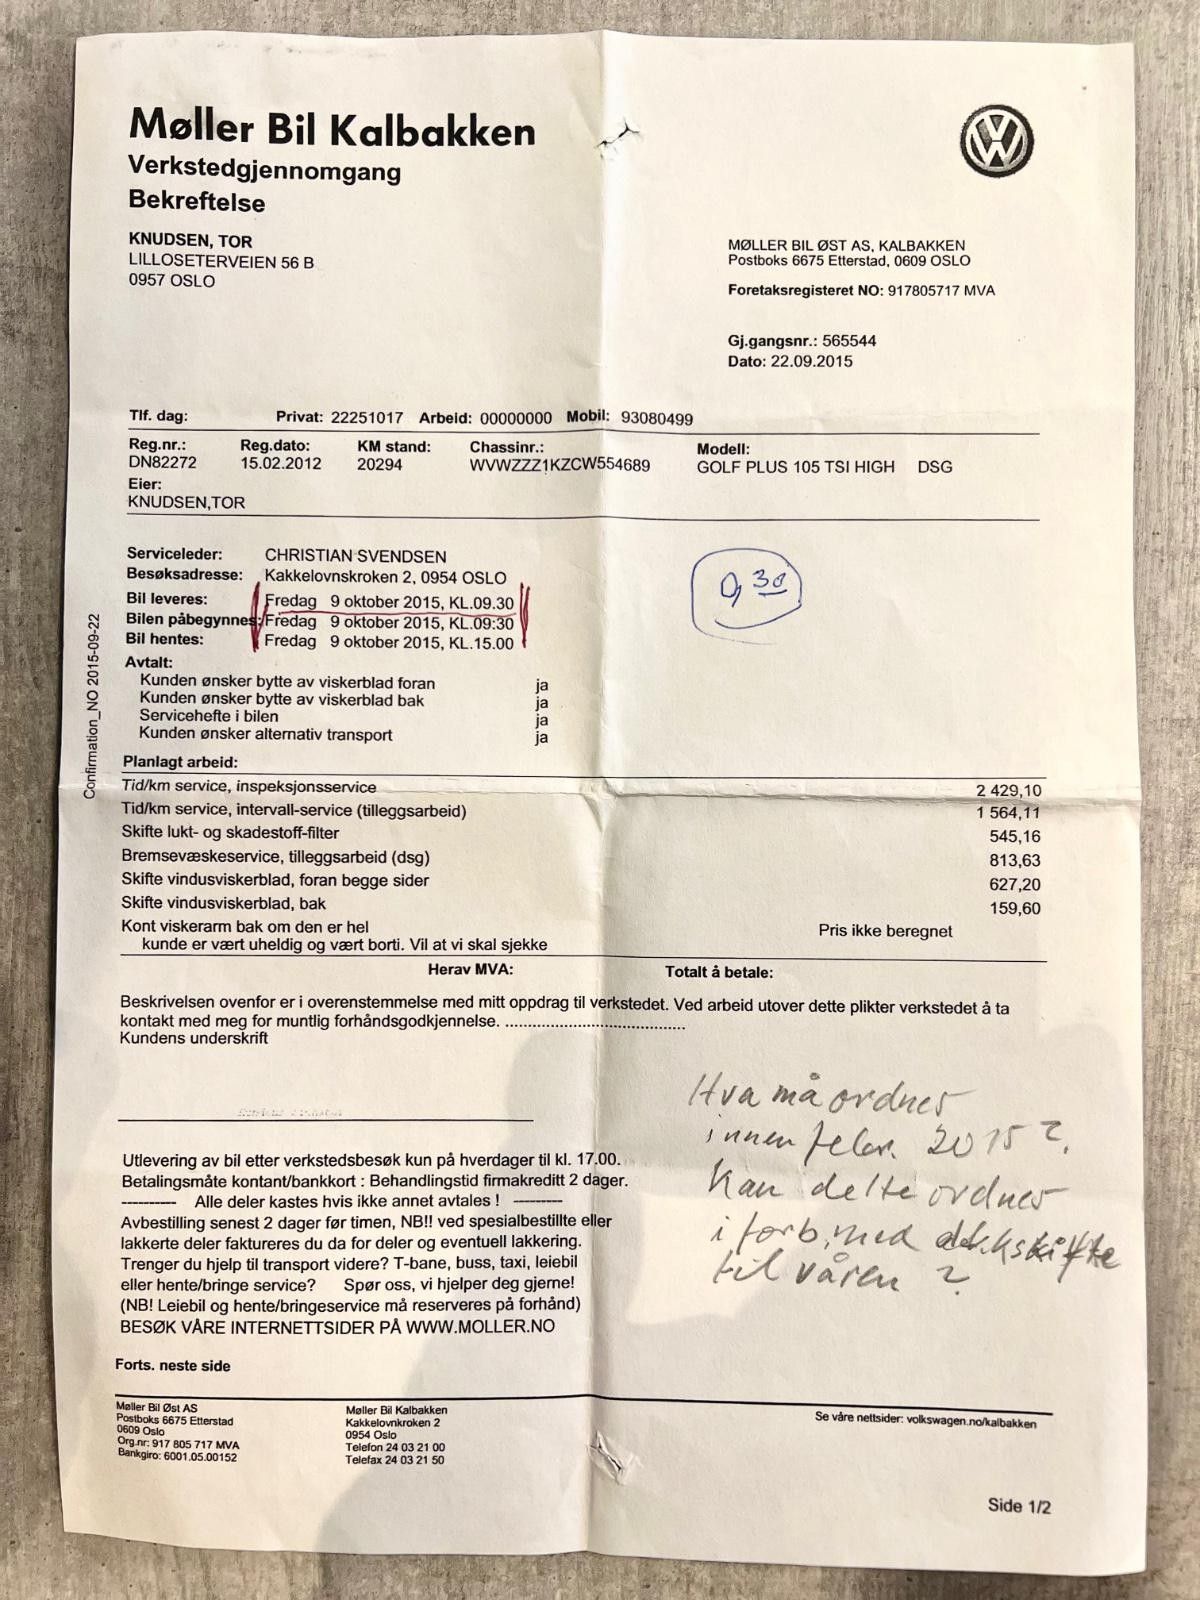 Møller Bil Kalbakken
Verkstedgjennomgang
Bekreftelse
KNUDSEN, TOR
LILLOSETERVEIEN 56 B
0957 OSLO
MØLLER BIL ØST AS, KALBAKKEN
Postboks 6675 Etterstad, 0609 OSLO
Foretaksregisteret NO: 917805717 MVA
Gj.gangsnr.: 565544
Dato: 22.09.2015
Tlf. dag: Privat: 22251017 Arbeid: 00000000 Mobil: 93080499
Reg.nr.: Reg.dato: KM stand: Chassinr.: Modell:
DN82272 15.02.2012 20294 WVWZZZ1KZCW554689 GOLF PLUS 105 TSI HIGH DSG
Eier:
KNUDSEN,TOR
Serviceleder: CHRISTIAN SVENDSEN
Besøksadresse: Kakkelovnskroken 2, 0954 OSLO
Bil leveres: Fredag 9 oktober 2015, KL.09.30
Bilen påbegynnes: Fredag 9 oktober 2015, KL.09:30
Bil hentes: Fredag 9 oktober 2015, KL.15.00
9,30
Avtalt:
Kunden ønsker bytte av viskerblad foran ja
Kunden ønsker bytte av viskerblad bak ja
Servicehefte i bilen ja
Kunden ønsker alternativ transport ja
Confirmation_NO 2015-09-22
Planlagt arbeid:
Tid/km service, inspeksjonsservice 2 429,10
Tid/km service, intervall-service (tilleggsarbeid) 1 564,11
Skifte lukt- og skadestoff-filter 545,16
Bremsevæskeservice, tilleggsarbeid (dsg) 813,63
Skifte vindusviskerblad, foran begge sider 627,20
Skifte vindusviskerblad, bak 159,60
Kont viskerarm bak om den er hel Pris ikke beregnet
kunde er vært uheldig og vært borti. Vil at vi skal sjekke
Herav MVA: Totalt å betale:
Beskrivelsen ovenfor er i overenstemmelse med mitt oppdrag til verkstedet. Ved arbeid utover dette plikter verkstedet å ta
kontakt med meg for muntlig forhåndsgodkjennelse. ....................................
Kundens underskrift
Hva må ordnes
innen febr. 2015?
Kan dette ordnes
i forb. med dekkskifte
til våren?
Utlevering av bil etter verkstedsbesøk kun på hverdager til kl. 17.00.
Betalingsmåte kontant/bankkort : Behandlingstid firmakreditt 2 dager.
---------- Alle deler kastes hvis ikke annet avtales ! ---------
Avbestilling senest 2 dager før timen, NB!! ved spesialbestillte eller
lakkerte deler faktureres du da for deler og eventuell lakkering.
Trenger du hjelp til transport videre? T-bane, buss, taxi, leiebil
eller hente/bringe service? Spør oss, vi hjelper deg gjerne!
(NB! Leiebil og hente/bringeservice må reserveres på forhånd)
BESØK VÅRE INTERNETTSIDER PÅ WWW.MOLLER.NO
Forts. neste side
Møller Bil Øst AS
Postboks 6675 Etterstad
0609 Oslo
Org.nr: 917 805 717 MVA
Bankgiro: 6001.05.00152
Møller Bil Kalbakken
Kakkelovnkroken 2
0954 Oslo
Telefon 24 03 21 00
Telefax 24 03 21 50
Se våre nettsider: volkswagen.no/kalbakken
Side 1/2